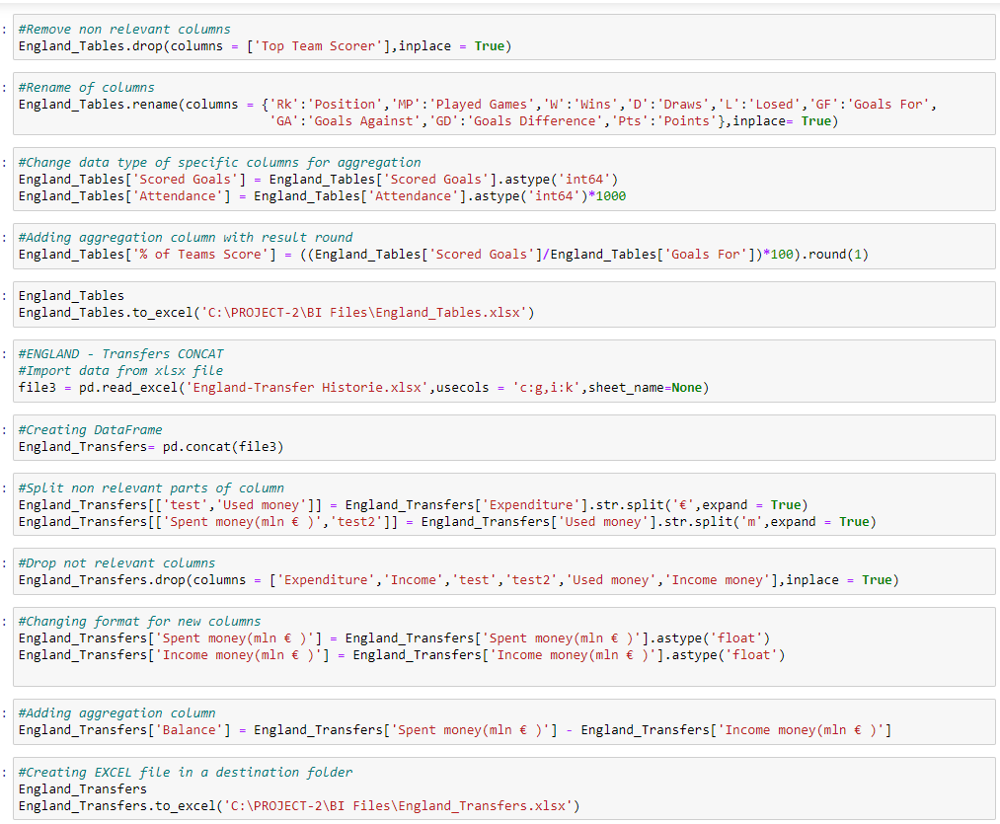 : #Remove non relevant columns
England_Tables.drop(columns = ['Top Team Scorer'],inplace = True)
: #Rename of columns
England_Tables.rename(columns = {'Rk':'Position','MP':'Played Games','W':'Wins','D':'Draws','L':'Losed','GF':'Goals For',
'GA':'Goals Against','GD':'Goals Difference','Pts':'Points'},inplace= True)
: #Change data type of specific columns for aggregation
England_Tables['Scored Goals'] = England_Tables['Scored Goals'].astype('int64')
England_Tables['Attendance'] = England_Tables['Attendance'].astype('int64')*1000
: #Adding aggregation column with result round
England_Tables['% of Teams Score'] = ((England_Tables['Scored Goals']/England_Tables['Goals For'])*100).round(1)
: England_Tables
England_Tables.to_excel('C:\PROJECT-2\BI Files\England_Tables.xlsx')
: #ENGLAND - Transfers CONCAT
#Import data from xlsx file
file3 = pd.read_excel('England-Transfer Historie.xlsx',usecols = 'c:g,i:k',sheet_name=None)
: #Creating DataFrame
England_Transfers= pd.concat(file3)
: #Split non relevant parts of column
England_Transfers[['test','Used money']] = England_Transfers['Expenditure'].str.split('€',expand = True)
England_Transfers[['Spent money(mln € )','test2']] = England_Transfers['Used money'].str.split('m',expand = True)
: #Drop not relevant columns
England_Transfers.drop(columns = ['Expenditure','Income','test','test2','Used money','Income money'],inplace = True)
: #Changing format for new columns
England_Transfers['Spent money(mln € )'] = England_Transfers['Spent money(mln € )'].astype('float')
England_Transfers['Income money(mln € )'] = England_Transfers['Income money(mln € )'].astype('float')
: #Adding aggregation column
England_Transfers['Balance'] = England_Transfers['Spent money(mln € )'] - England_Transfers['Income money(mln € )']
: #Creating EXCEL file in a destination folder
England_Transfers
England_Transfers.to_excel('C:\PROJECT-2\BI Files\England_Transfers.xlsx')